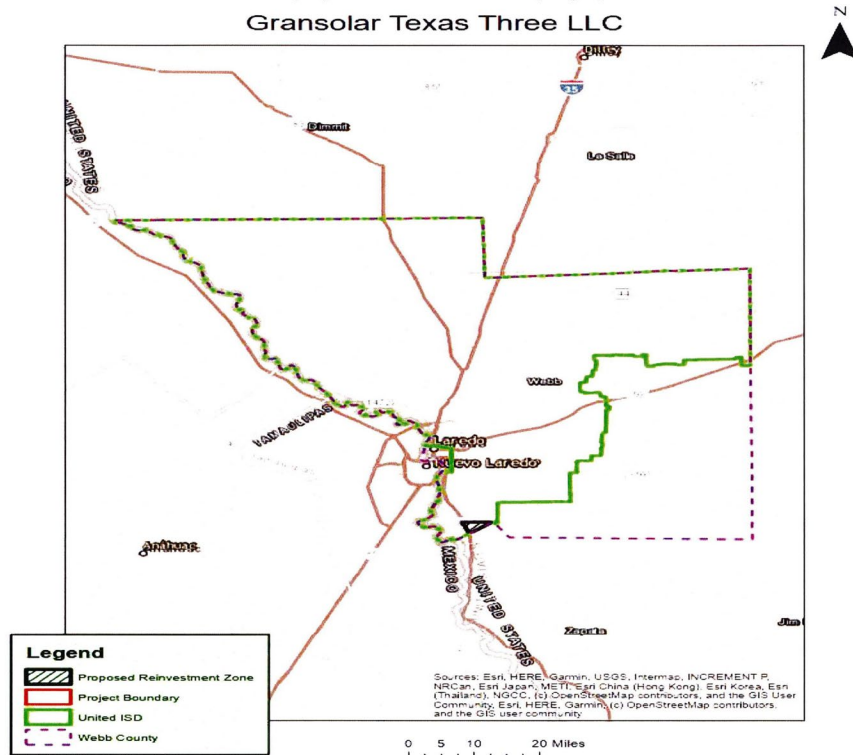 Gransolar Texas Three LLC
N
Dilley
35
UNITED STATES
Dimmit
La Salle
Webb
TAMAULIPAS
Laredo
Nuevo Laredo
Anáhuac
MEXICO
UNITED STATES
Zapata
Jim
Legend
Proposed Reinvestment Zone
Project Boundary
United ISD
Webb County
Sources: Esri, HERE, Garmin, USGS, Intermap, INCREMENT P,
NRCan, Esri Japan, METI, Esri China (Hong Kong), Esri Korea, Esri
(Thailand), NGCC, (c) OpenStreetMap contributors, and the GIS User
Community, Esri, HERE, Garmin, (c) OpenStreetMap contributors,
and the GIS user community
0 5 10 20 Miles